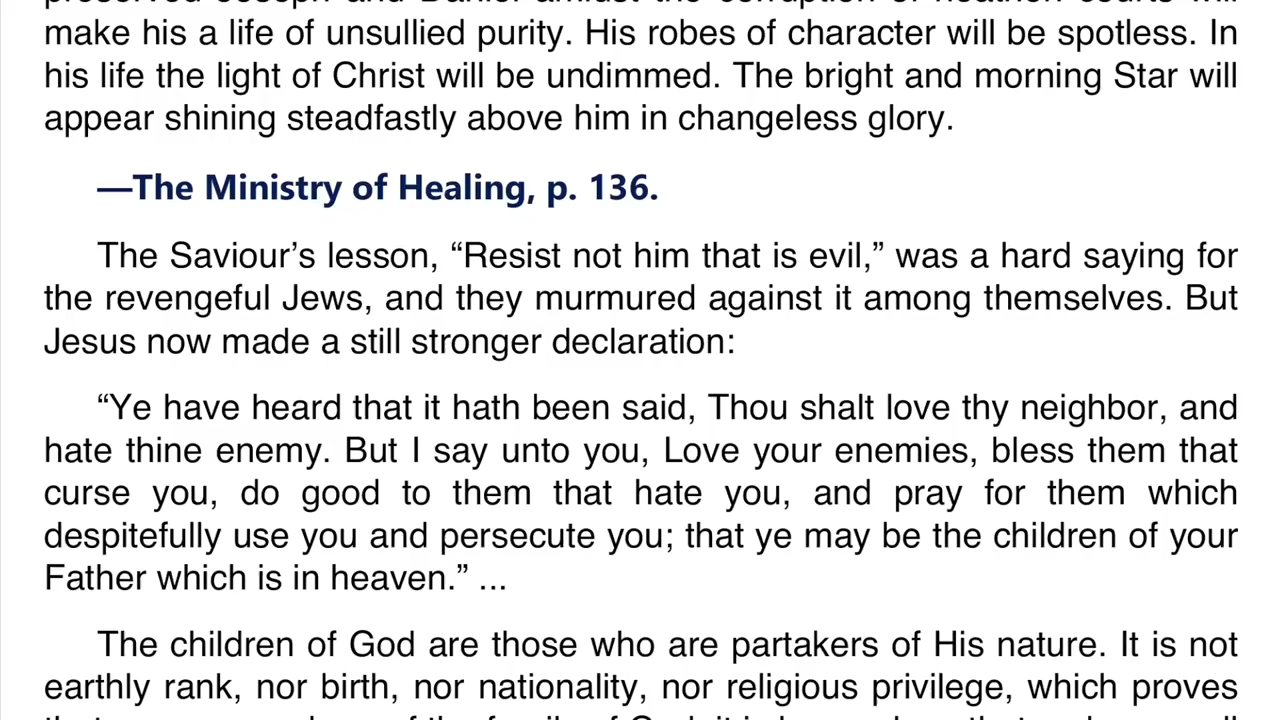 make his a life of unsullied purity. His robes of character will be spotless. In
his life the light of Christ will be undimmed. The bright and morning Star will
appear shining steadfastly above him in changeless glory.
—The Ministry of Healing, p. 136.
The Saviour’s lesson, “Resist not him that is evil,” was a hard saying for
the revengeful Jews, and they murmured against it among themselves. But
Jesus now made a still stronger declaration:
“Ye have heard that it hath been said, Thou shalt love thy neighbor, and
hate thine enemy. But I say unto you, Love your enemies, bless them that
curse you, do good to them that hate you, and pray for them which
despitefully use you and persecute you; that ye may be the children of your
Father which is in heaven.” ...
The children of God are those who are partakers of His nature. It is not
earthly rank, nor birth, nor nationality, nor religious privilege, which proves